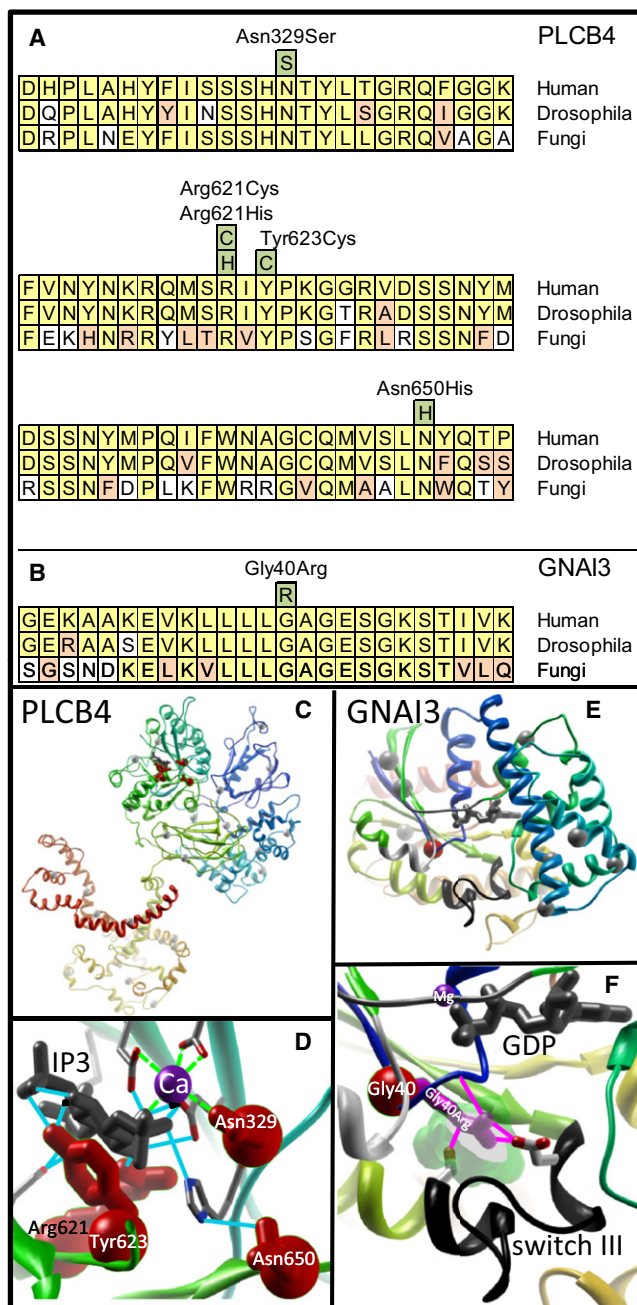 A
PLCB4
Asn329Ser
S
DHPLAHYFISSSHNTYLTGRQFGGK Human
DQPLAHYYINSSHNTYLSGRQIGGK Drosophila
DRPLNEYFISSSHNTYLLGRQVAGA Fungi
Arg621Cys
Arg621His
C
Tyr623Cys
H C
FVNYNKRQMSRIYPKGGRVDSSNYM Human
FVNYNKRQMSRIYPKGTRADSSNYM Drosophila
FEKHNRRYLTRVYPSGFRLRSSNFD Fungi
Asn650His
H
DSSNYMPQIFWNAGCQMVSLNYQTP Human
DSSNYMPQVFWNAGCQMVSLNFQSS Drosophila
RSSNFDPLKFWRRGVQMAALNWQTY Fungi
B
GNAI3
Gly40Arg
R
GEKAAKEVKLLLLGAGESGKSTIVK Human
GERAASEVKLLLLGAGESGKSTIVK Drosophila
SGSNDKELKVLLLGAGESGKSTVLQ Fungi
PLCB4
C
GNAI3
E
D
IP3
Ca
Asn329
Arg621
Tyr623
Asn650
F
Mg
GDP
Gly40
Gly40Arg
switch III